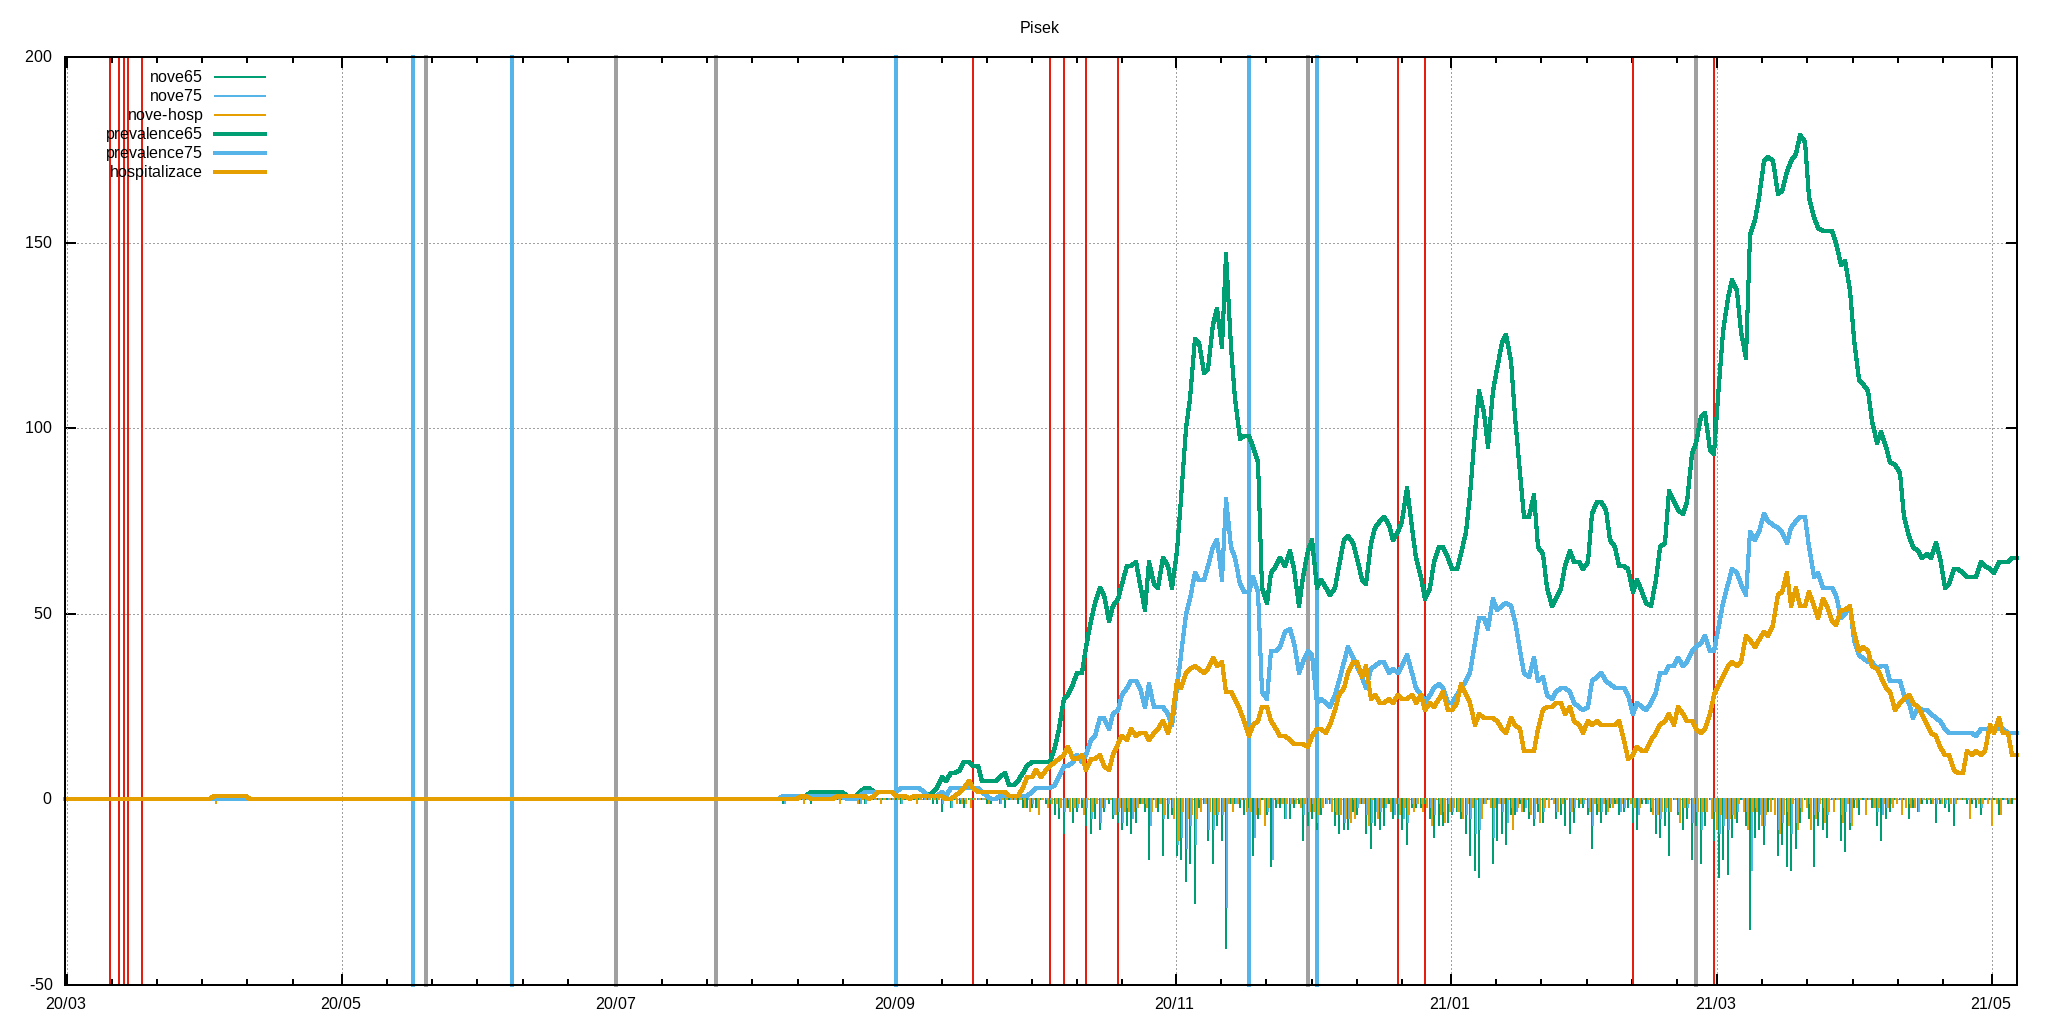 Pisek
200
150
100
50
0
-50
nove65
nove75
nove-hosp
prevalence65
prevalence75
hospitalizace
20/03 20/05 20/07 20/09 20/11 21/01 21/03 21/05